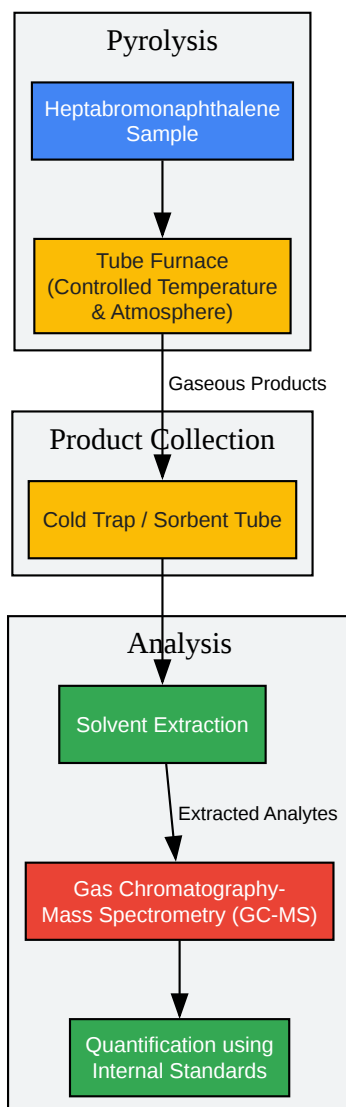 Pyrolysis
Heptabromonaphthalene
Sample
Tube Furnace
(Controlled Temperature
& Atmosphere)
Gaseous Products
Product Collection
Cold Trap / Sorbent Tube
Analysis
Solvent Extraction
Extracted Analytes
Gas Chromatography-
Mass Spectrometry (GC-MS)
Quantification using
Internal Standards